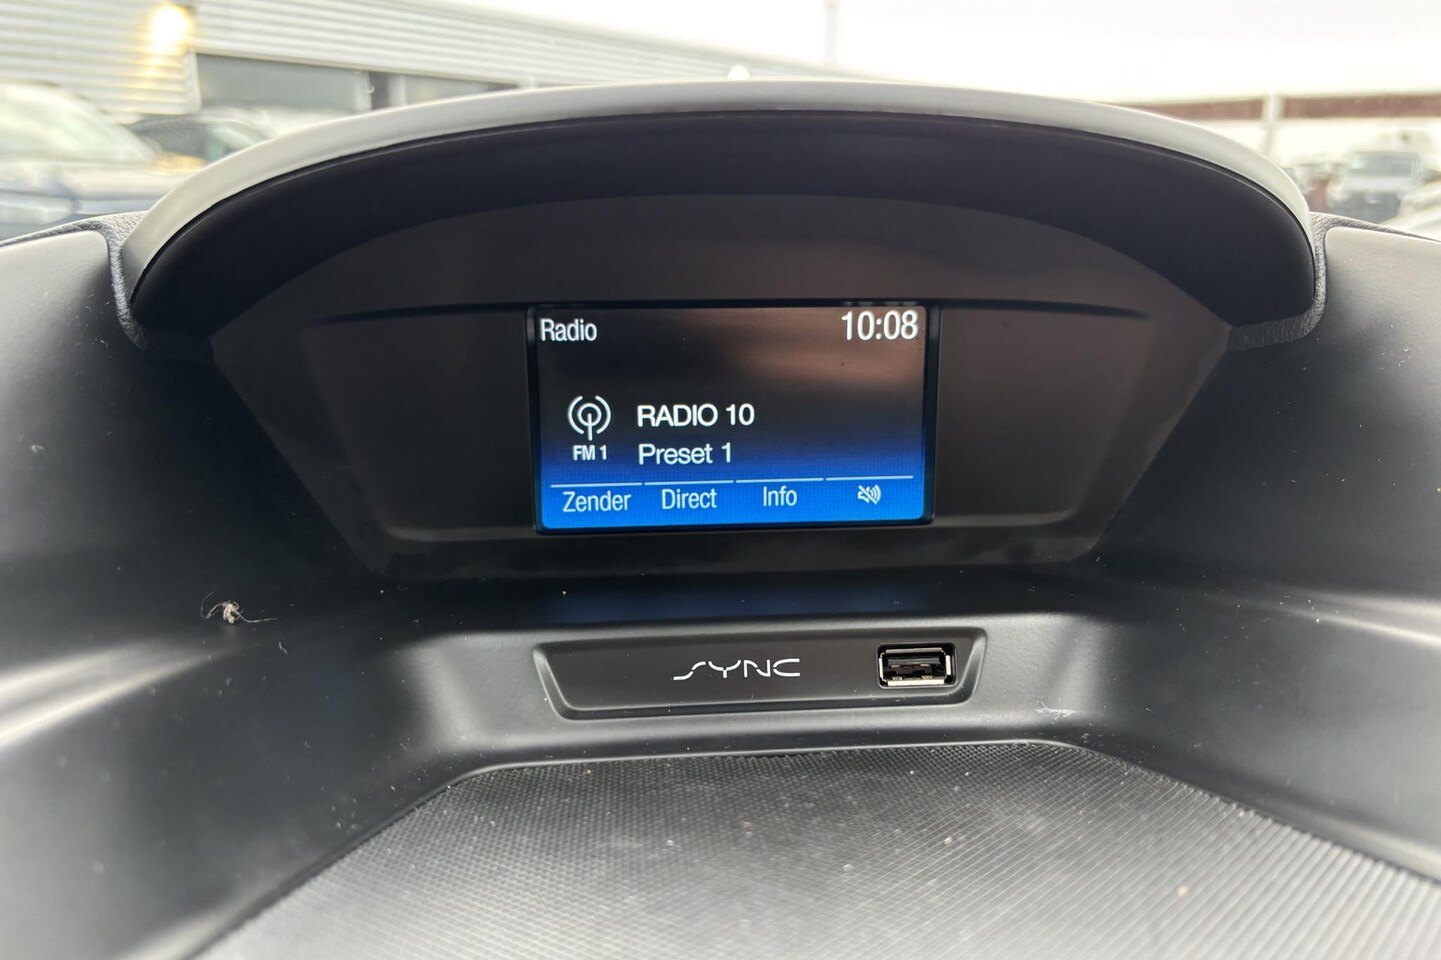 Radio 10:08
RADIO 10
FM 1 Preset 1
Zender Direct Info
SYNC